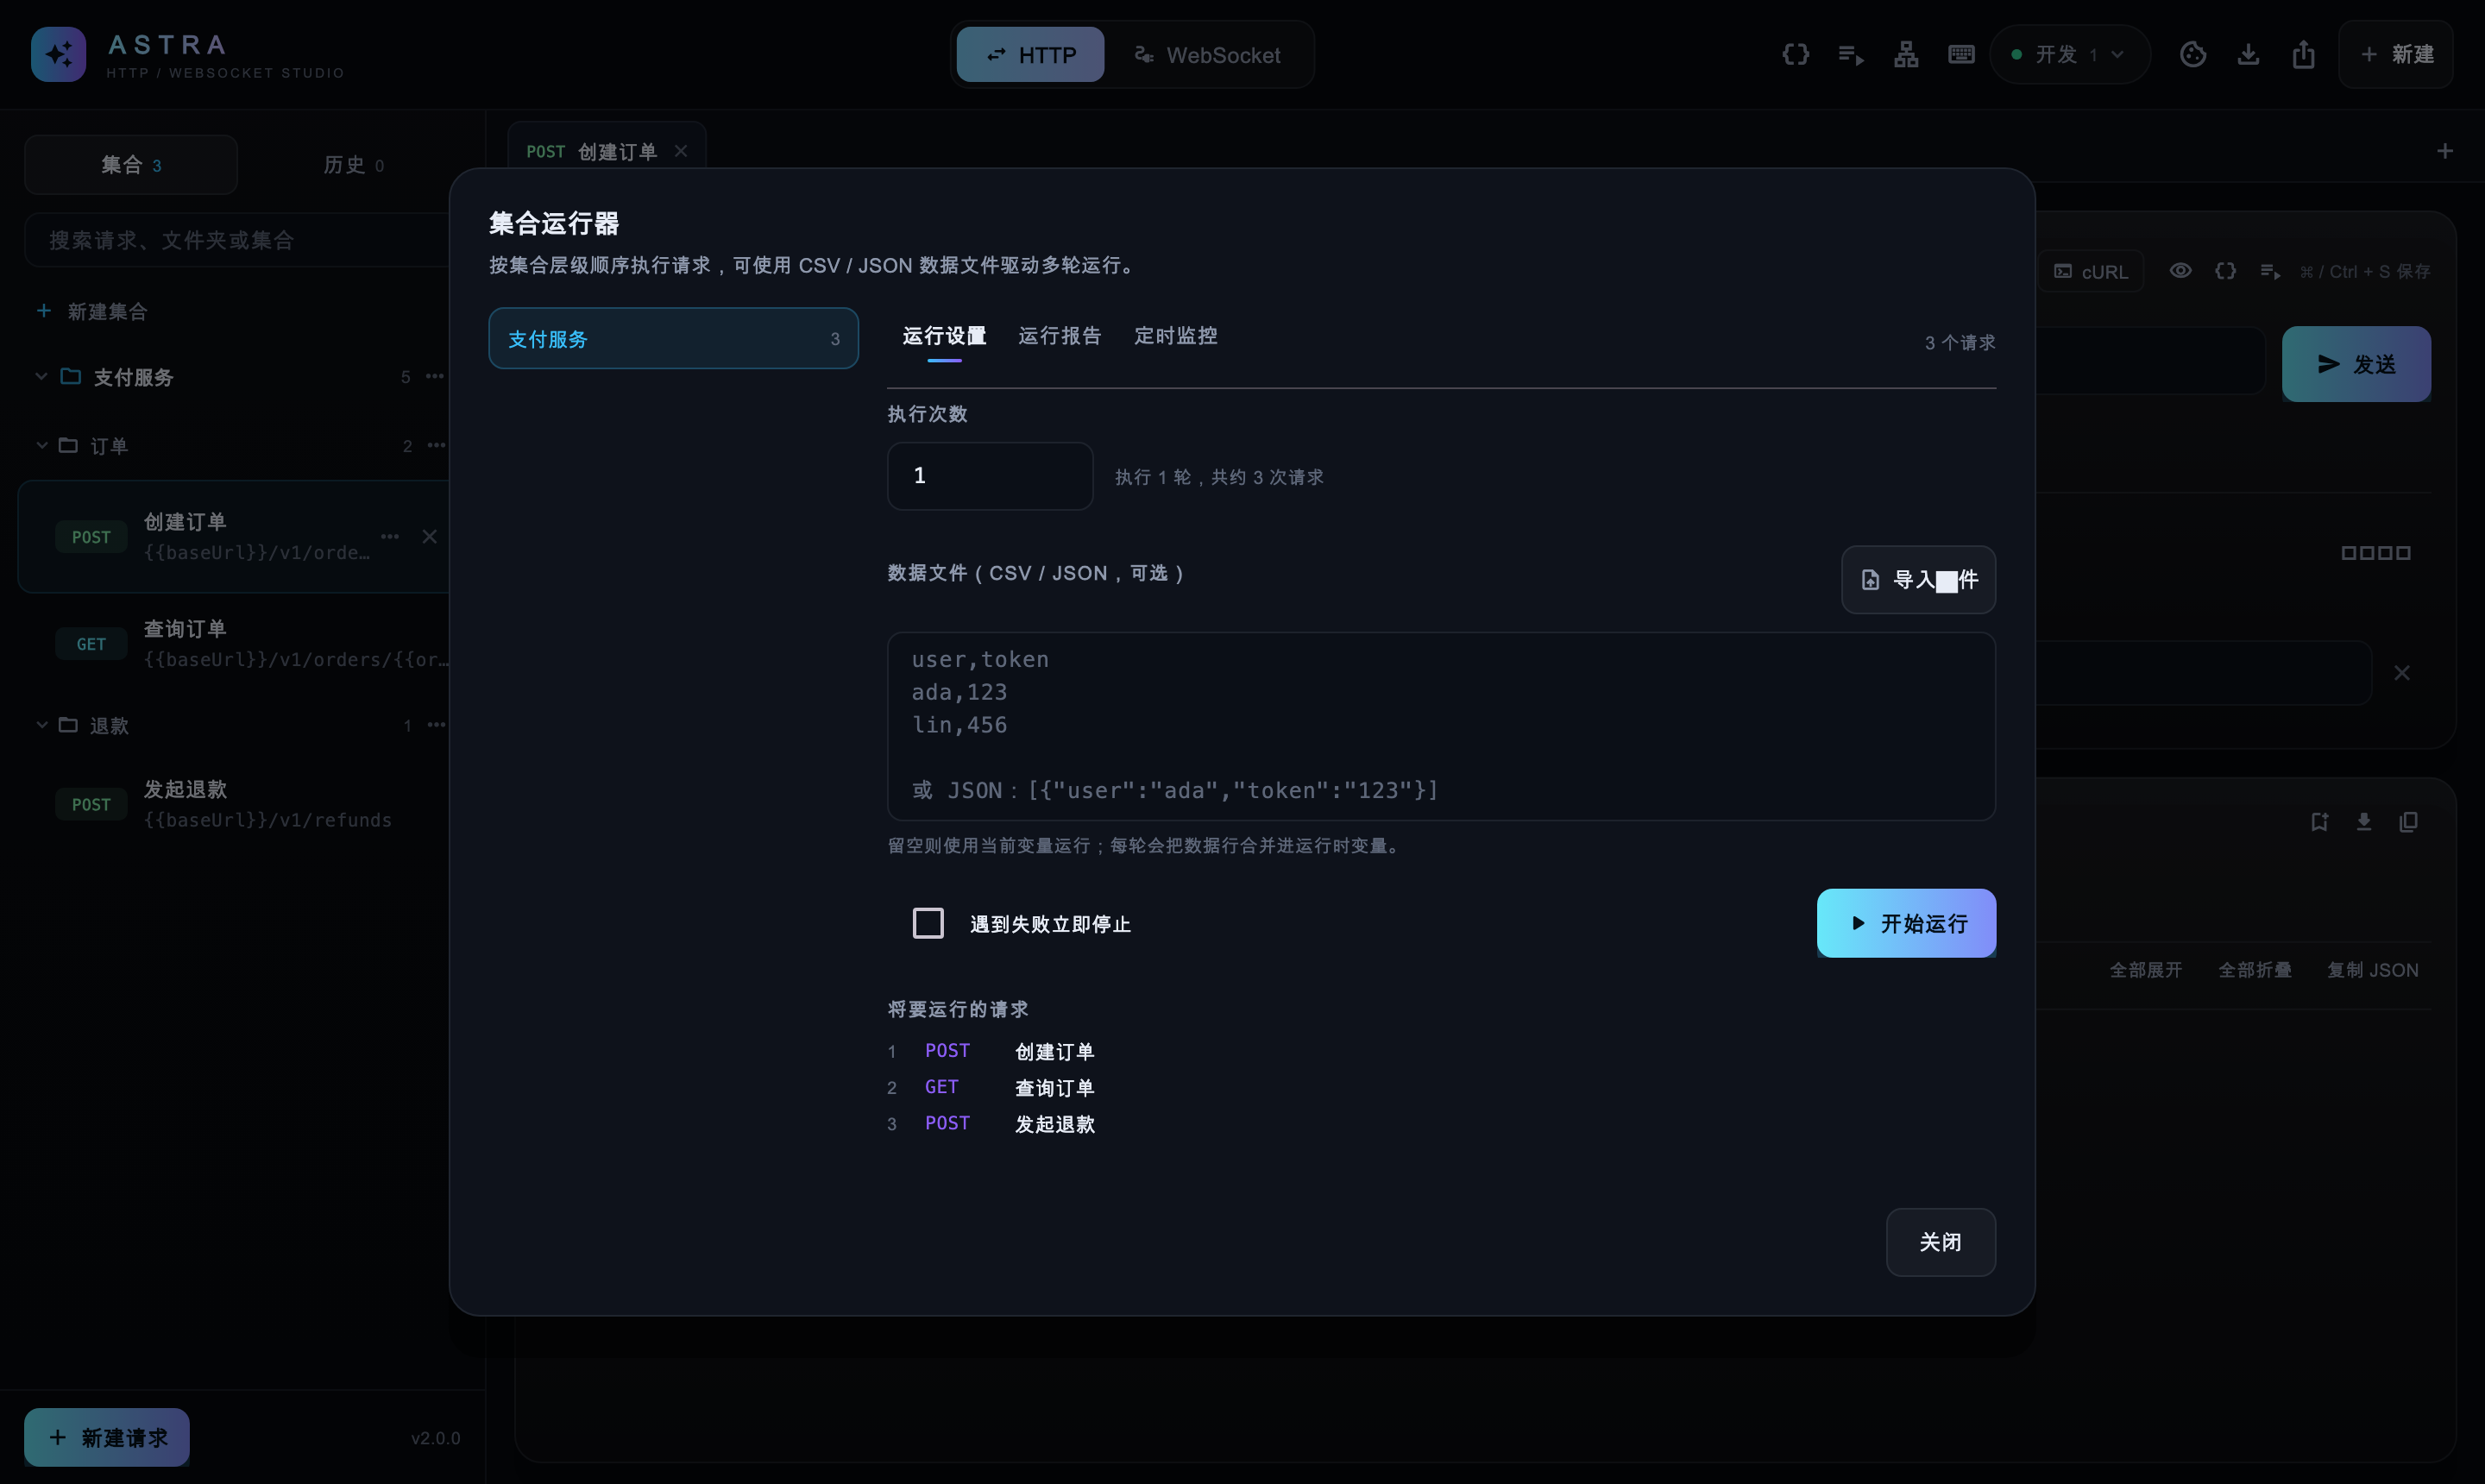 ASTRA
HTTP / WEBSOCKET STUDIO
HTTP
WebSocket
开发 1
新建
集合 3
历史 0
搜索请求、文件夹或集合
新建集合
支付服务 5
订单 2
POST 创建订单
{{baseUrl}}/v1/orde…
GET 查询订单
{{baseUrl}}/v1/orders/{{or…
退款 1
POST 发起退款
{{baseUrl}}/v1/refunds
新建请求
v2.0.0
POST 创建订单
cURL
⌘ / Ctrl + S 保存
发送
全部展开 全部折叠 复制 JSON
集合运行器
按集合层级顺序执行请求，可使用 CSV / JSON 数据文件驱动多轮运行。
支付服务 3
运行设置 运行报告 定时监控
3 个请求
执行次数
1
执行 1 轮，共约 3 次请求
数据文件（CSV / JSON，可选）
导入 件
user,token
ada,123
lin,456
或 JSON：[{"user":"ada","token":"123"}]
留空则使用当前变量运行；每轮会把数据行合并进运行时变量。
遇到失败立即停止
开始运行
将要运行的请求
1 POST 创建订单
2 GET 查询订单
3 POST 发起退款
关闭